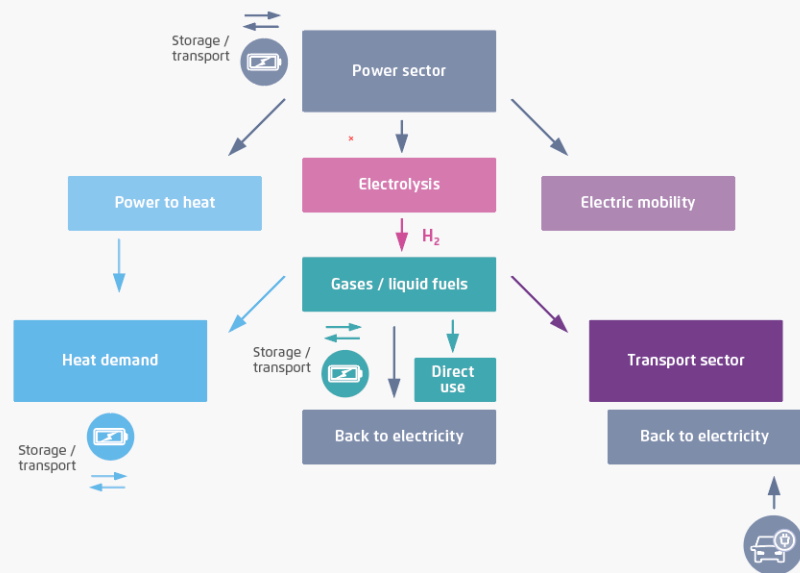 Storage /
transport
Power sector
Power to heat
Electrolysis
Electric mobility
H₂
Gases / liquid fuels
Heat demand
Storage /
transport
Direct
use
Transport sector
Back to electricity
Back to electricity
Storage /
transport